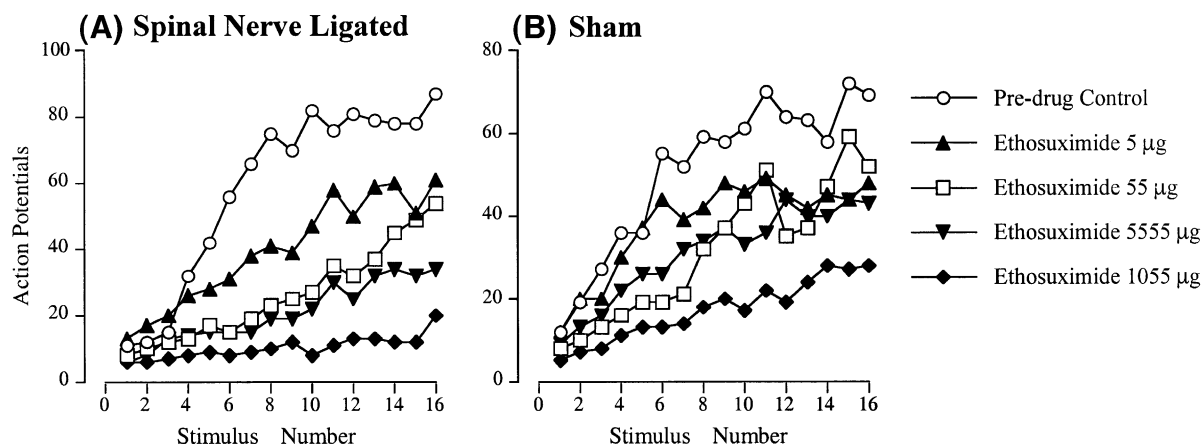 (A) Spinal Nerve Ligated
(B) Sham
100
80
60
40
20
0
Action Potentials
0 2 4 6 8 10 12 14 16
Stimulus Number
80
60
40
20
0
0 2 4 6 8 10 12 14 16
Stimulus Number
Pre-drug Control
Ethosuximide 5 μg
Ethosuximide 55 μg
Ethosuximide 5555 μg
Ethosuximide 1055 μg